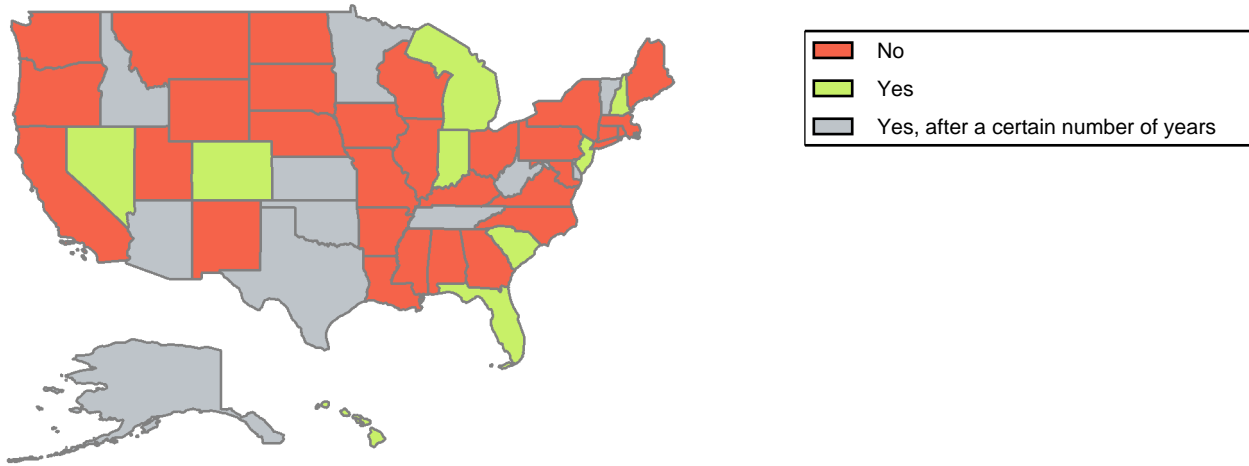 No
Yes
Yes, after a certain number of years